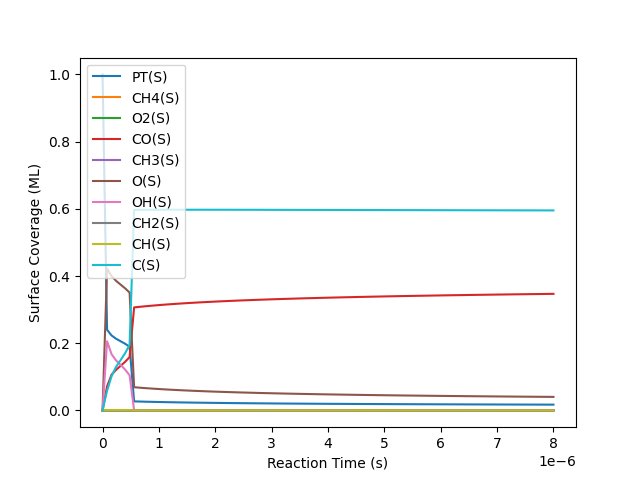 1.0
0.8
0.6
0.4
0.2
0.0
Surface Coverage (ML)
PT(S)
CH4(S)
O2(S)
CO(S)
CH3(S)
O(S)
OH(S)
CH2(S)
CH(S)
C(S)
0 1 2 3 4 5 6 7 8
1e−6
Reaction Time (s)